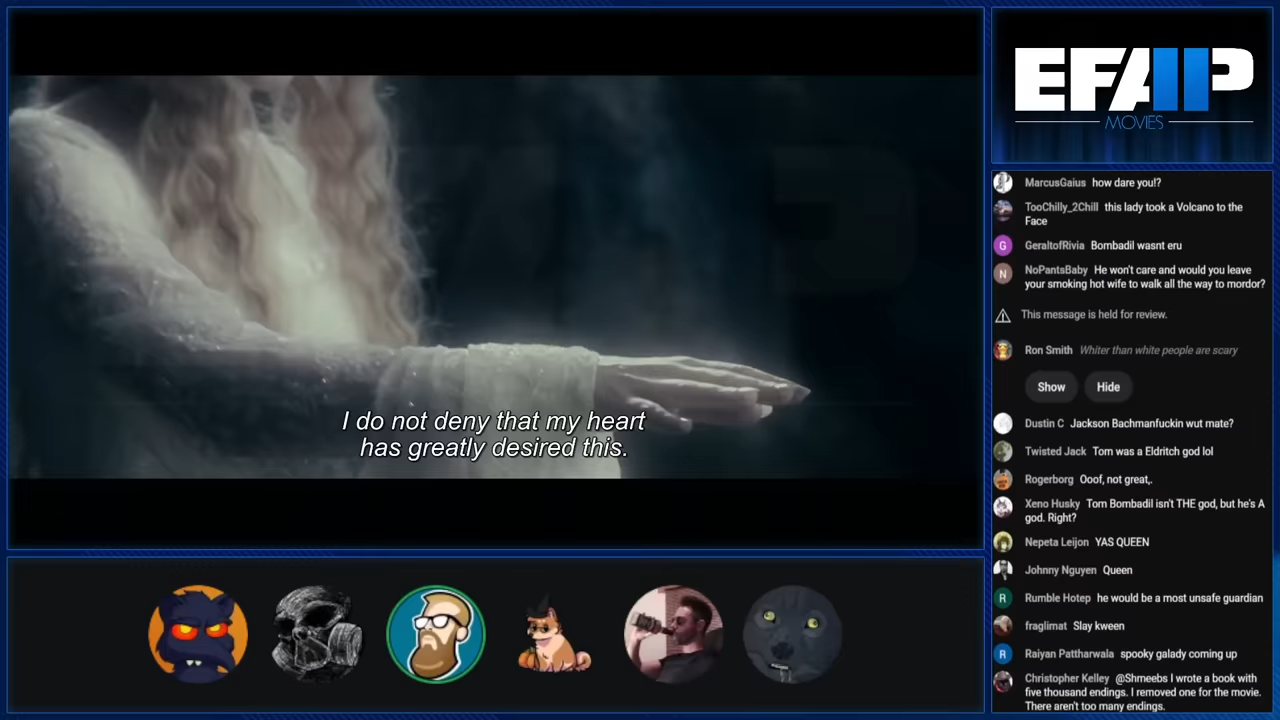 I do not deny that my heart
has greatly desired this.
EFAP
MOVIES
MarcusGaius how dare you!?
TooChilly_2Chill this lady took a Volcano to the
Face
G GeraltofRivia Bombadil wasnt eru
N NoPantsBaby He won't care and would you leave
your smoking hot wife to walk all the way to mordor?
This message is held for review.
Ron Smith Whiter than white people are scary
Show Hide
Dustin C Jackson Bachmanfuckin wut mate?
Twisted Jack Tom was a Eldritch god lol
Rogerborg Ooof, not great,.
Xeno Husky Tom Bombadil isn't THE god, but he's A
god. Right?
Nepeta Leijon YAS QUEEN
Johnny Nguyen Queen
R Rumble Hotep he would be a most unsafe guardian
fraglimat Slay kween
R Raiyan Pattharwala spooky galady coming up
Christopher Kelley @Shmeebs I wrote a book with
five thousand endings. I removed one for the movie.
There aren't too many endings.